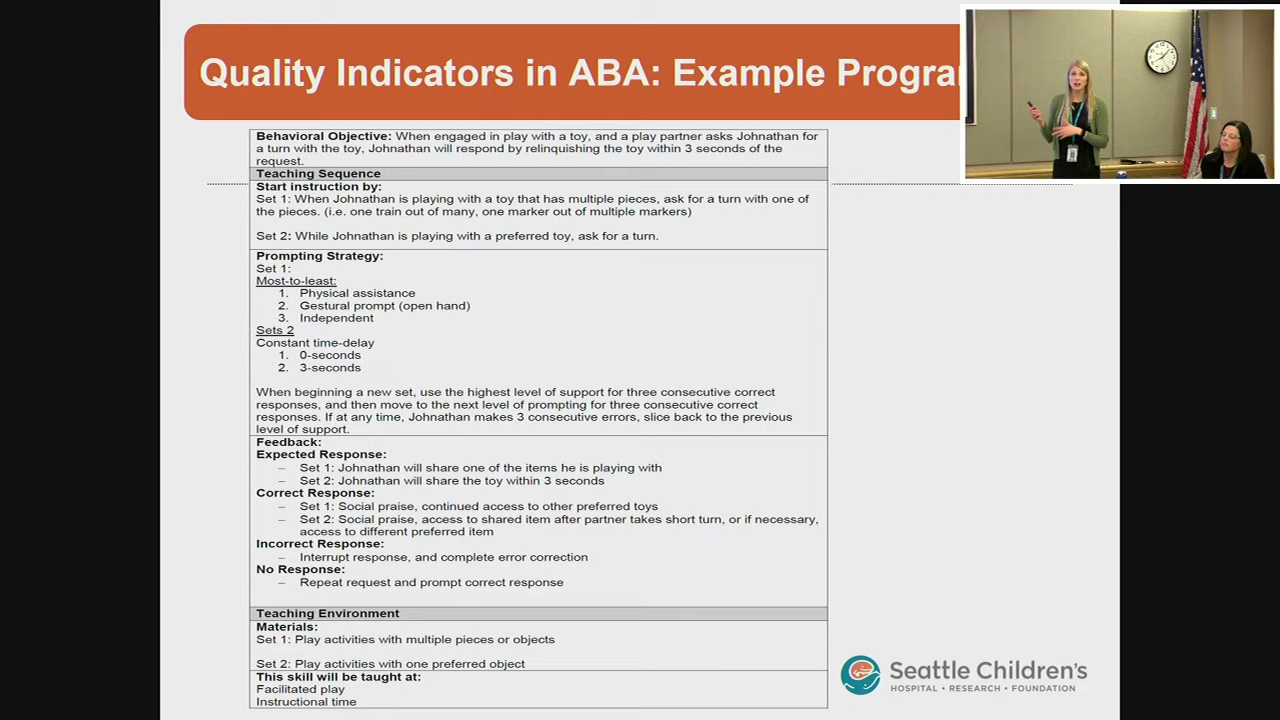 Quality Indicators in ABA: Example Progra
Behavioral Objective: When engaged in play with a toy, and a play partner asks Johnathan for
a turn with the toy, Johnathan will respond by relinquishing the toy within 3 seconds of the
request.
Teaching Sequence
Start instruction by:
Set 1: When Johnathan is playing with a toy that has multiple pieces, ask for a turn with one of
the pieces. (i.e. one train out of many, one marker out of multiple markers)
Set 2: While Johnathan is playing with a preferred toy, ask for a turn.
Prompting Strategy:
Set 1:
Most-to-least:
1. Physical assistance
2. Gestural prompt (open hand)
3. Independent
Sets 2
Constant time-delay
1. 0-seconds
2. 3-seconds
When beginning a new set, use the highest level of support for three consecutive correct
responses, and then move to the next level of prompting for three consecutive correct
responses. If at any time, Johnathan makes 3 consecutive errors, slice back to the previous
level of support.
Feedback:
Expected Response:
– Set 1: Johnathan will share one of the items he is playing with
– Set 2: Johnathan will share the toy within 3 seconds
Correct Response:
– Set 1: Social praise, continued access to other preferred toys
– Set 2: Social praise, access to shared item after partner takes short turn, or if necessary,
access to different preferred item
Incorrect Response:
– Interrupt response, and complete error correction
No Response:
– Repeat request and prompt correct response
Teaching Environment
Materials:
Set 1: Play activities with multiple pieces or objects
Set 2: Play activities with one preferred object
This skill will be taught at:
Facilitated play
Instructional time
Seattle Children's
HOSPITAL • RESEARCH • FOUNDATION